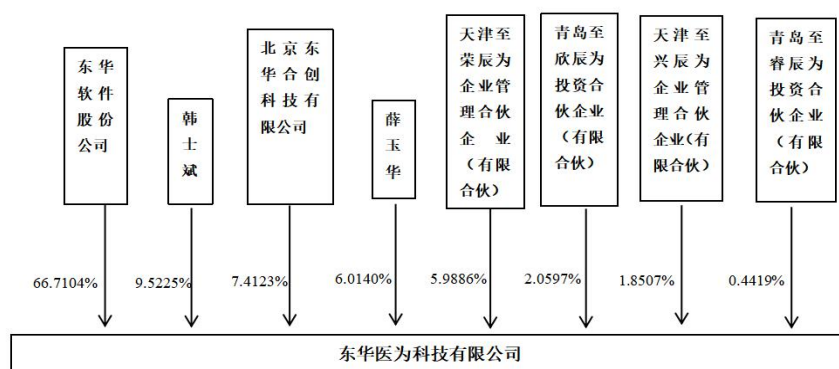 东华
软件
股份
公司
韩
士
斌
北京东
华合创
科技有
限公司
薛
玉
华
天津至
荣辰为
企业管
理合伙
企业
（有限
合伙）
青岛至
欣辰为
投资合
伙企业
（有限
合伙）
天津至
兴辰为
企业管
理合伙
企业（有
限合伙）
青岛至
睿辰为
投资合
伙企业
（有限
合伙）
66.7104%
9.5225%
7.4123%
6.0140%
5.9886%
2.0597%
1.8507%
0.4419%
东华医为科技有限公司